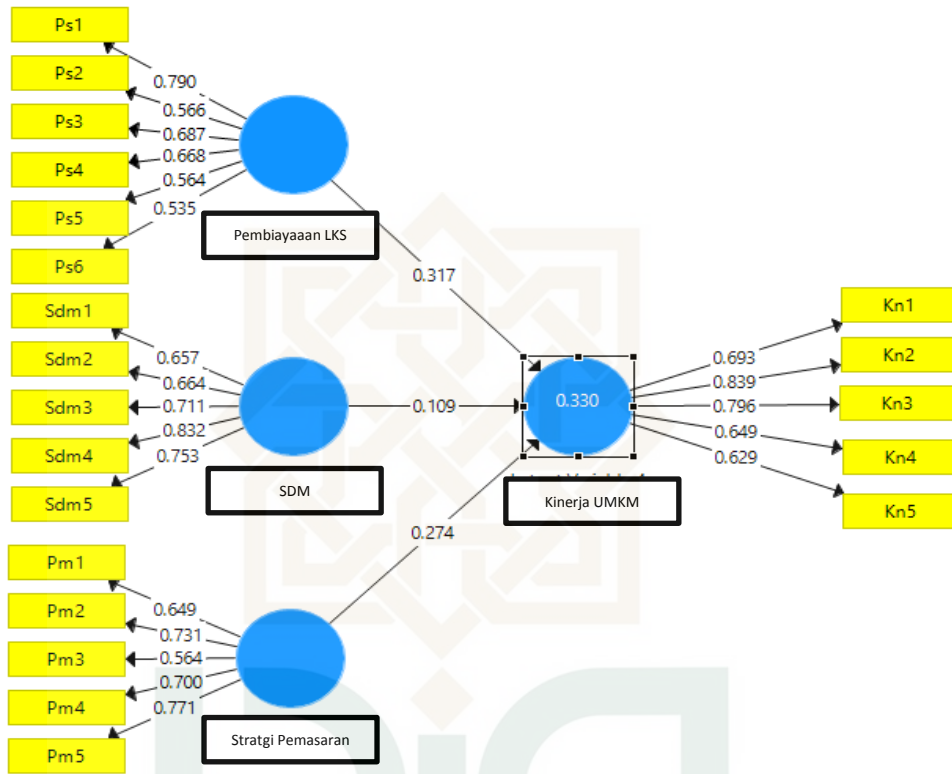 Ps1
Ps2
Ps3
Ps4
Ps5
Ps6
0.790
0.566
0.687
0.668
0.564
0.535
Pembiayaaan LKS
0.317
Sdm1
Sdm2
Sdm3
Sdm4
Sdm5
0.657
0.664
0.711
0.832
0.753
SDM
0.109
Pm1
Pm2
Pm3
Pm4
Pm5
0.649
0.731
0.564
0.700
0.771
Stratgi Pemasaran
0.274
0.330
Kinerja UMKM
0.693
0.839
0.796
0.649
0.629
Kn1
Kn2
Kn3
Kn4
Kn5